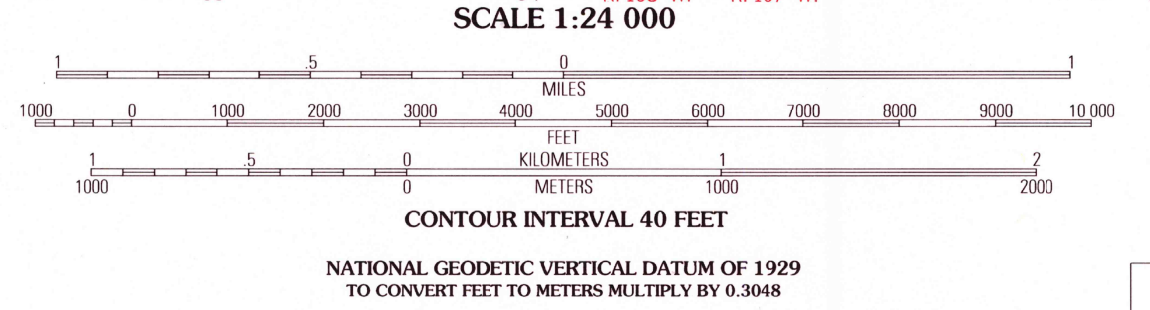 SCALE 1:24 000
1 .5 0 1
MILES
1000 0 1000 2000 3000 4000 5000 6000 7000 8000 9000 10 000
FEET
1 .5 0 KILOMETERS 1 2
1000 0 METERS 1000 2000
CONTOUR INTERVAL 40 FEET
NATIONAL GEODETIC VERTICAL DATUM OF 1929
TO CONVERT FEET TO METERS MULTIPLY BY 0.3048